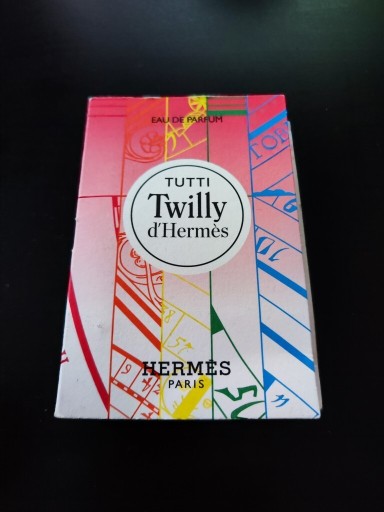 EAU DE PARFUM
TUTTI
Twilly
d'Hermès
HERMÈS
PARIS